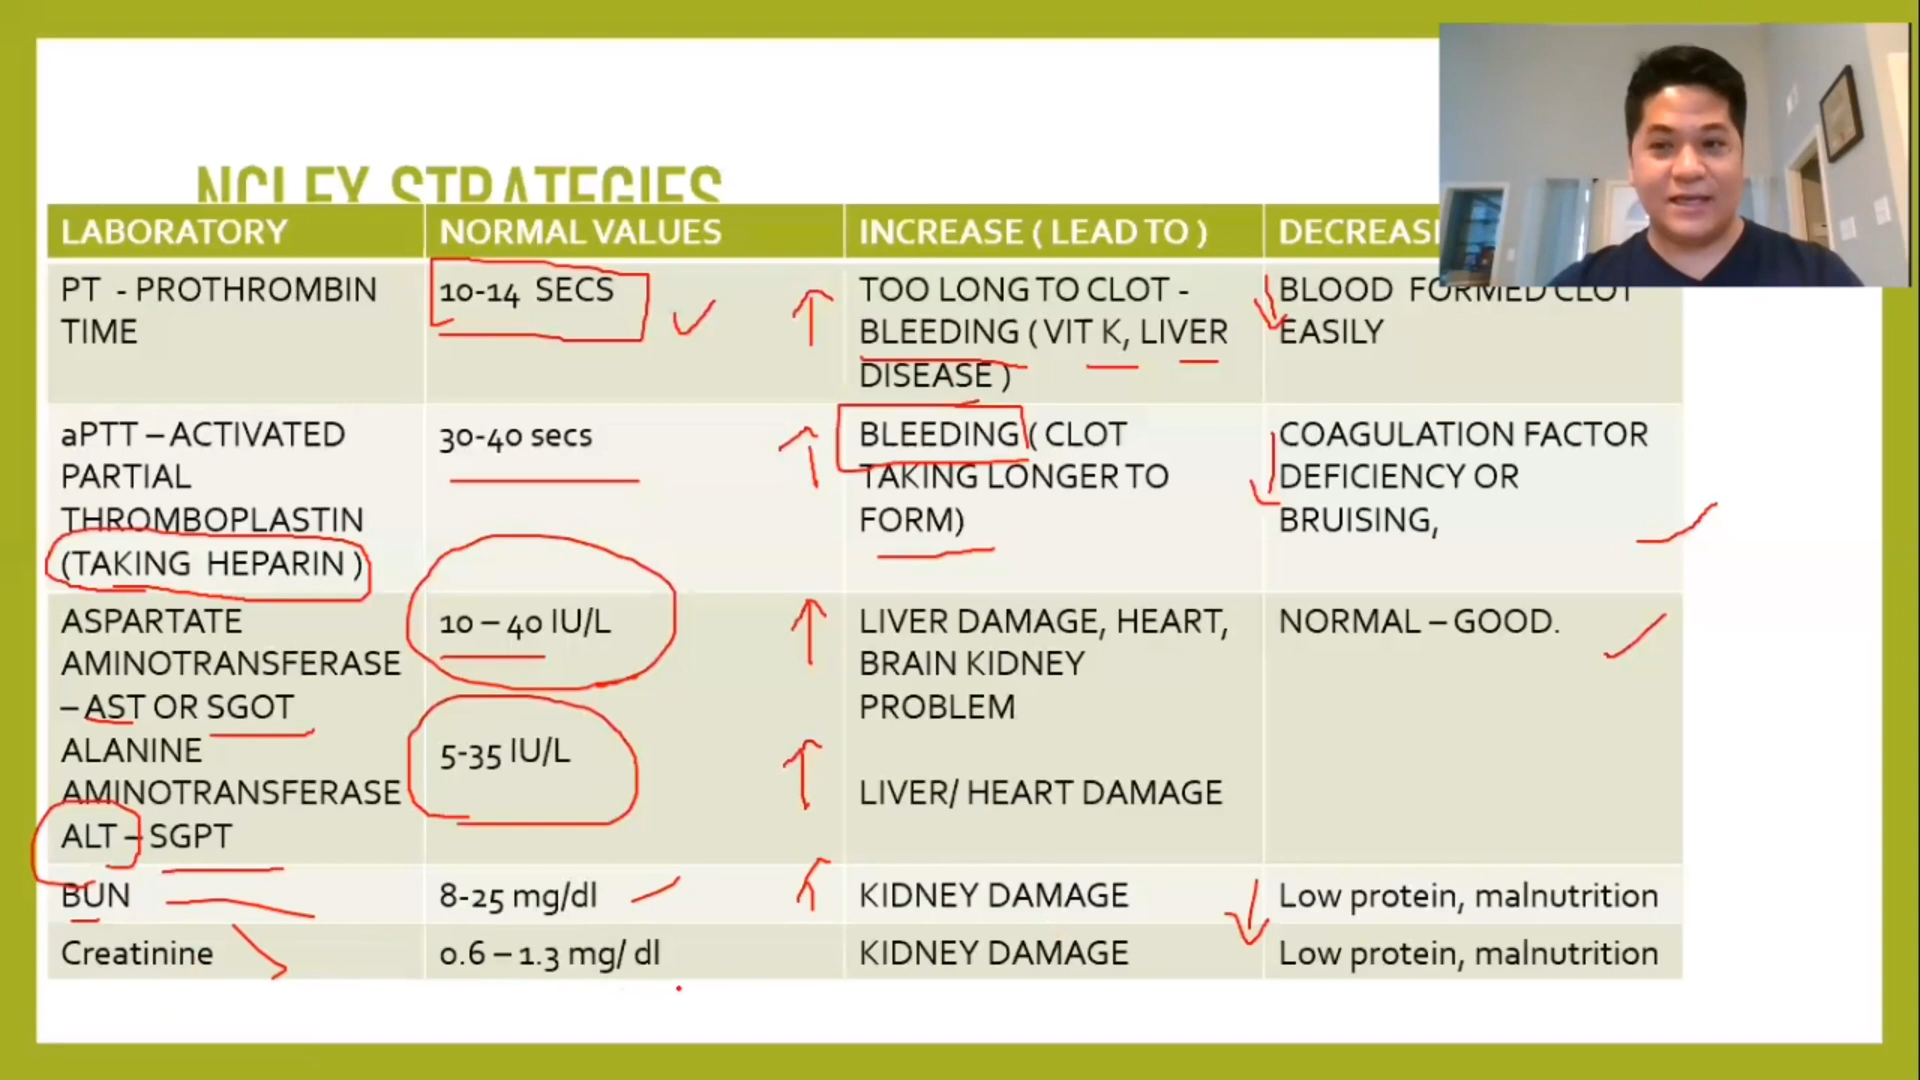 NCLEX STRATEGIES
LABORATORY
NORMAL VALUES
INCREASE ( LEAD TO )
PT - PROTHROMBIN
TIME
10-14 SECS
TOO LONG TO CLOT -
BLEEDING ( VIT K, LIVER
DISEASE )
BLOOD FORMED CLOT
EASILY
aPTT – ACTIVATED
PARTIAL
THROMBOPLASTIN
(TAKING HEPARIN )
30-40 secs
BLEEDING ( CLOT
TAKING LONGER TO
FORM)
COAGULATION FACTOR
DEFICIENCY OR
BRUISING,
ASPARTATE
AMINOTRANSFERASE
– AST OR SGOT
ALANINE
AMINOTRANSFERASE
ALT – SGPT
10 – 40 IU/L
5-35 IU/L
LIVER DAMAGE, HEART,
BRAIN KIDNEY
PROBLEM
LIVER/ HEART DAMAGE
NORMAL – GOOD.
BUN
8-25 mg/dl
KIDNEY DAMAGE
Low protein, malnutrition
Creatinine
0.6 – 1.3 mg/ dl
KIDNEY DAMAGE
Low protein, malnutrition